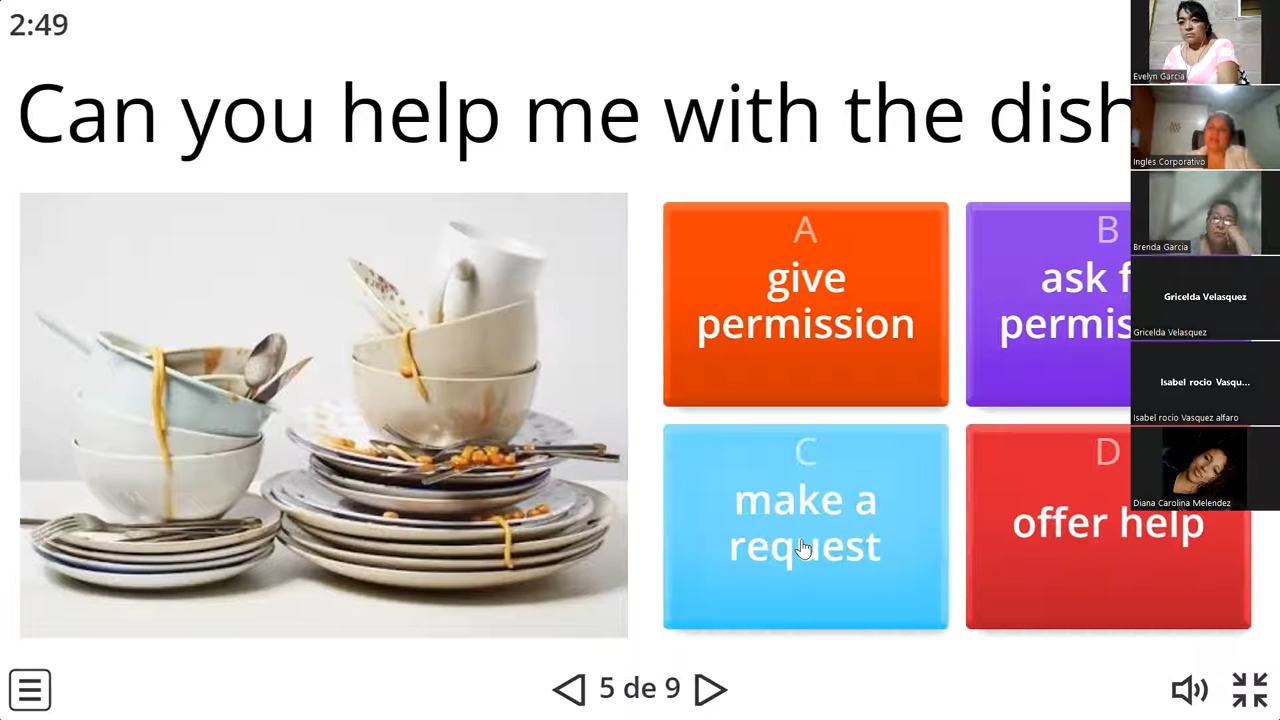 2:49
Can you help me with the dish
A
give
permission
B
ask f
permis
C
make a
request
D
offer help
5 de 9
Evelyn Garcia
Ingles Corporativo
Brenda Garcia
Gricelda Velasquez
Gricelda Velasquez
Isabel rocio Vasqu...
Isabel rocio Vasquez alfaro
Diana Carolina Melendez